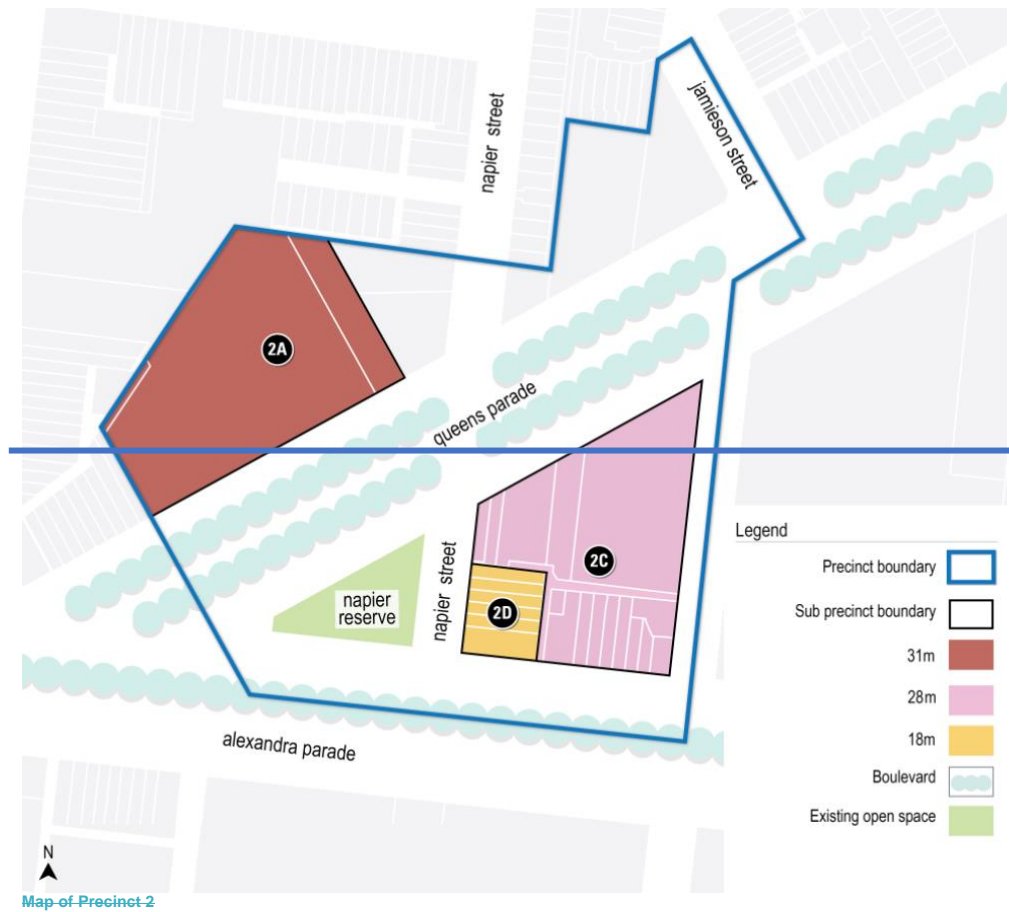 jamieson street
napier street
2A
queens parade
Legend
Precinct boundary
2C
napier street
napier
reserve
2D
Sub precinct boundary
31m
28m
18m
Boulevard
Existing open space
alexandra parade
N
Map of Precinct 2